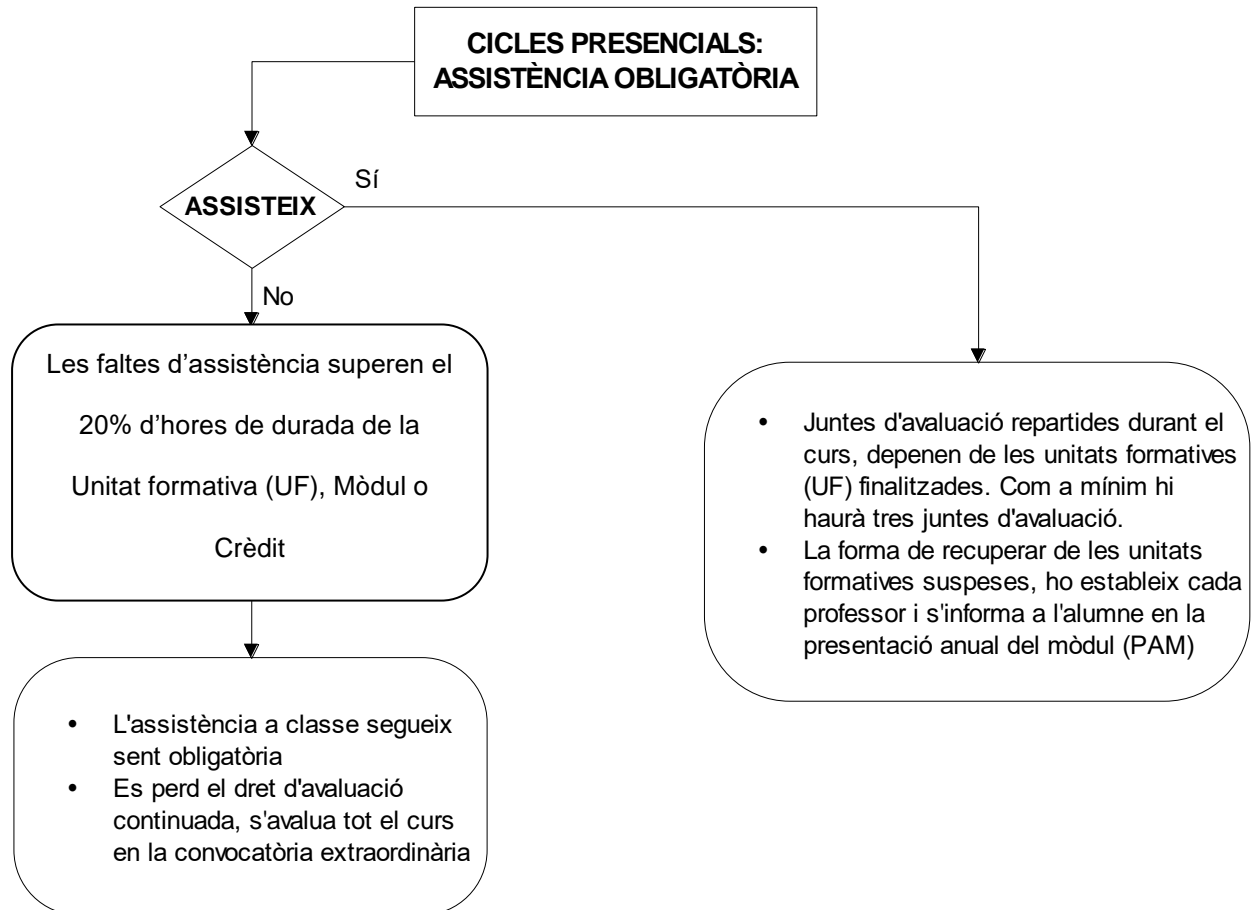 CICLES PRESENCIALS:
ASSISTÈNCIA OBLIGATÒRIA
ASSISTEIX
Sí
No
Les faltes d’assistència superen el
20% d’hores de durada de la
Unitat formativa (UF), Mòdul o
Crèdit
• Juntes d'avaluació repartides durant el
curs, depenen de les unitats formatives
(UF) finalitzades. Com a mínim hi
haurà tres juntes d'avaluació.
• La forma de recuperar de les unitats
formatives suspeses, ho estableix cada
professor i s'informa a l'alumne en la
presentació anual del mòdul (PAM)
• L'assistència a classe segueix
sent obligatòria
• Es perd el dret d'avaluació
continuada, s'avalua tot el curs
en la convocatòria extraordinària